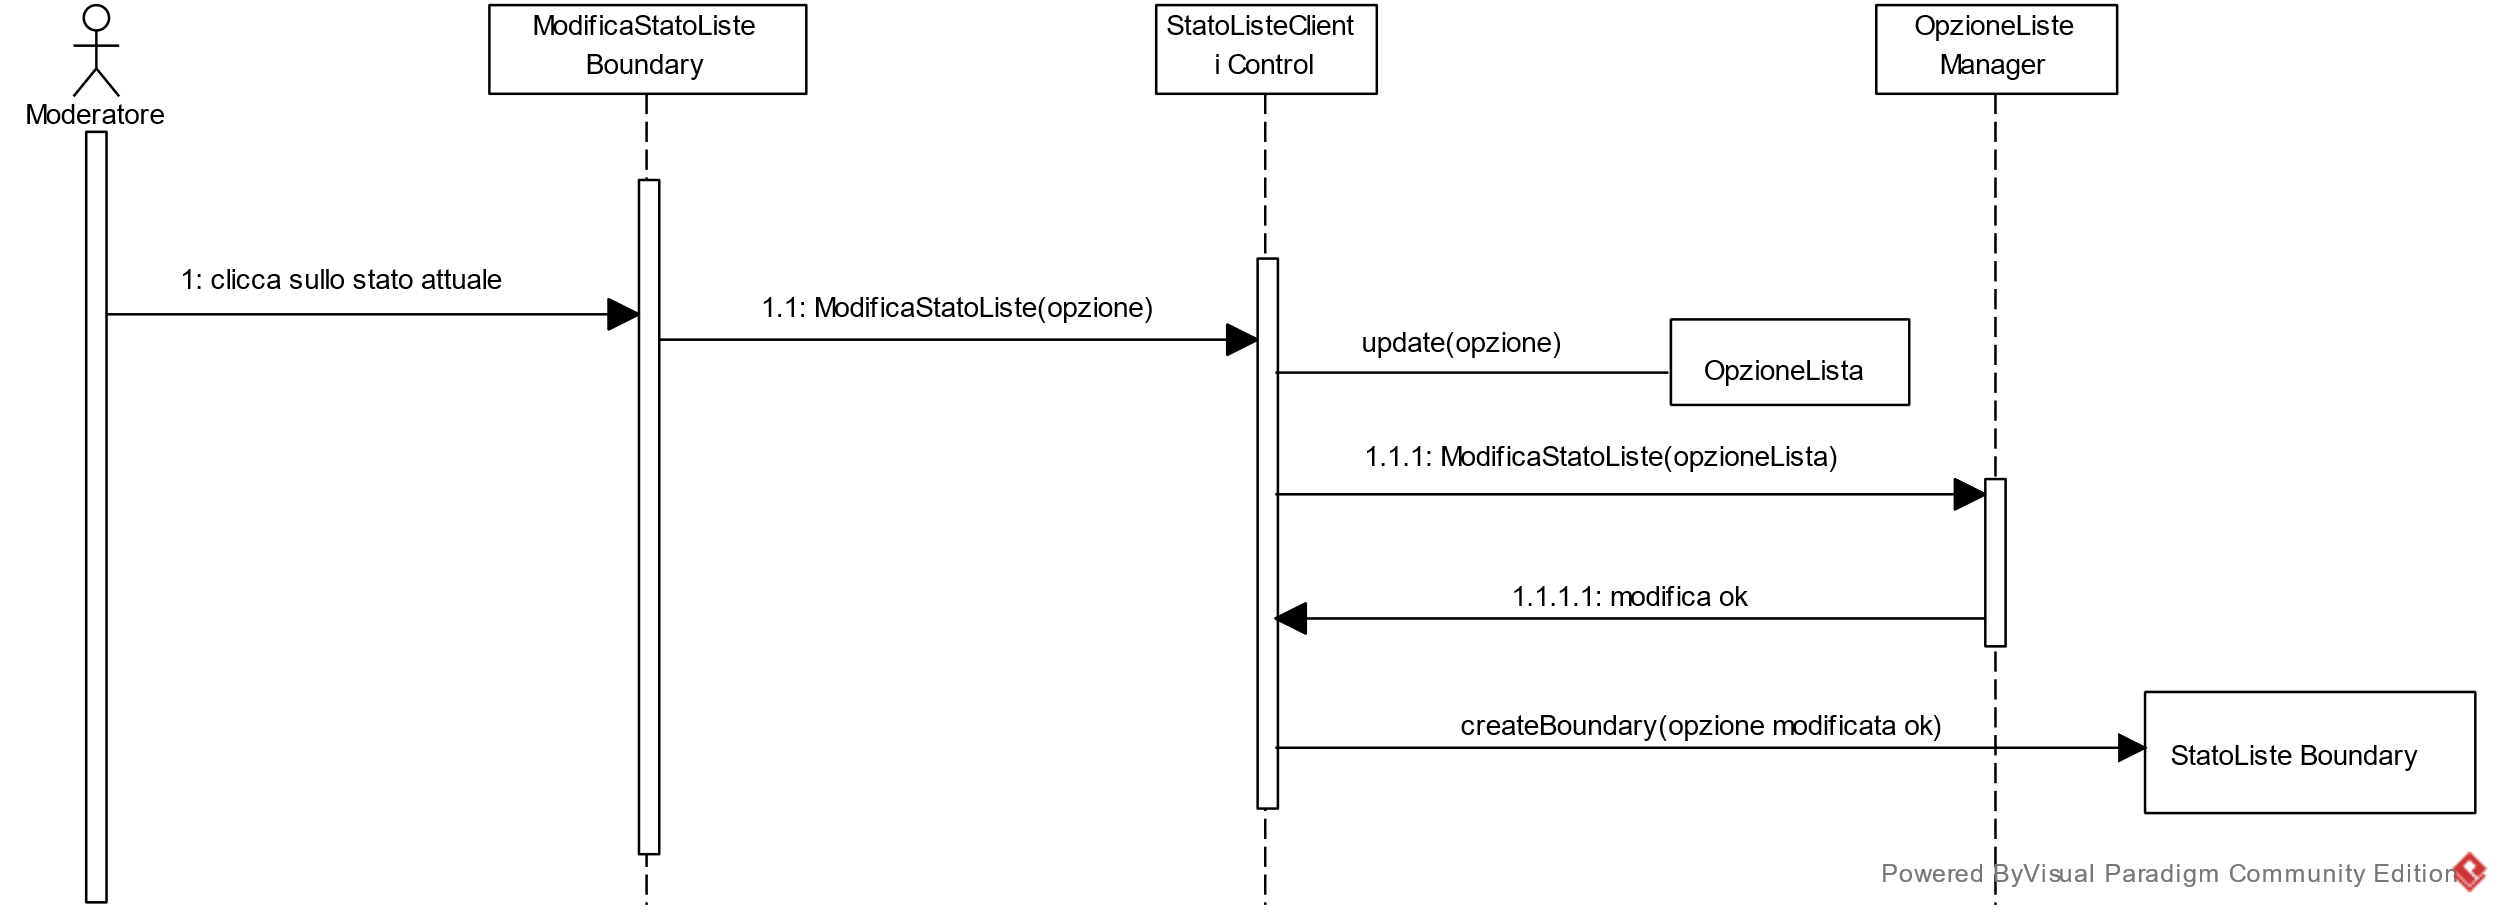 ModificaStatoListe
Boundary
StatoListeClient
i Control
OpzioneListe
Manager
Moderatore
1: clicca sullo stato attuale
1.1: ModificaStatoListe(opzione)
update(opzione)
OpzioneLista
1.1.1: ModificaStatoListe(opzioneLista)
1.1.1.1: modifica ok
createBoundary(opzione modificata ok)
StatoListe Boundary
Powered ByVisual Paradigm Community Edition